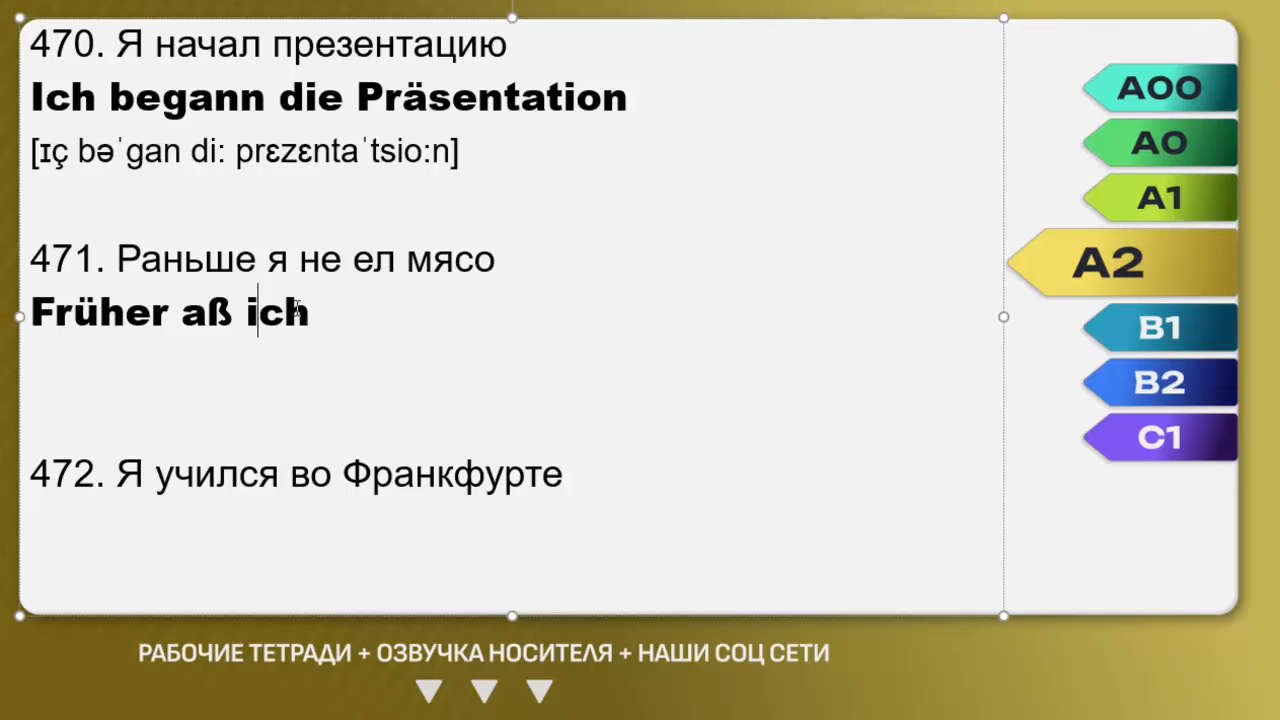 470. Я начал презентацию
Ich begann die Präsentation
[ɪç bəˈgan di: prɛzɛntaˈtsio:n]
471. Раньше я не ел мясо
Früher aß ich
472. Я учился во Франкфурте
A00
A0
A1
A2
B1
B2
C1
РАБОЧИЕ ТЕТРАДИ + ОЗВУЧКА НОСИТЕЛЯ + НАШИ СОЦ СЕТИ